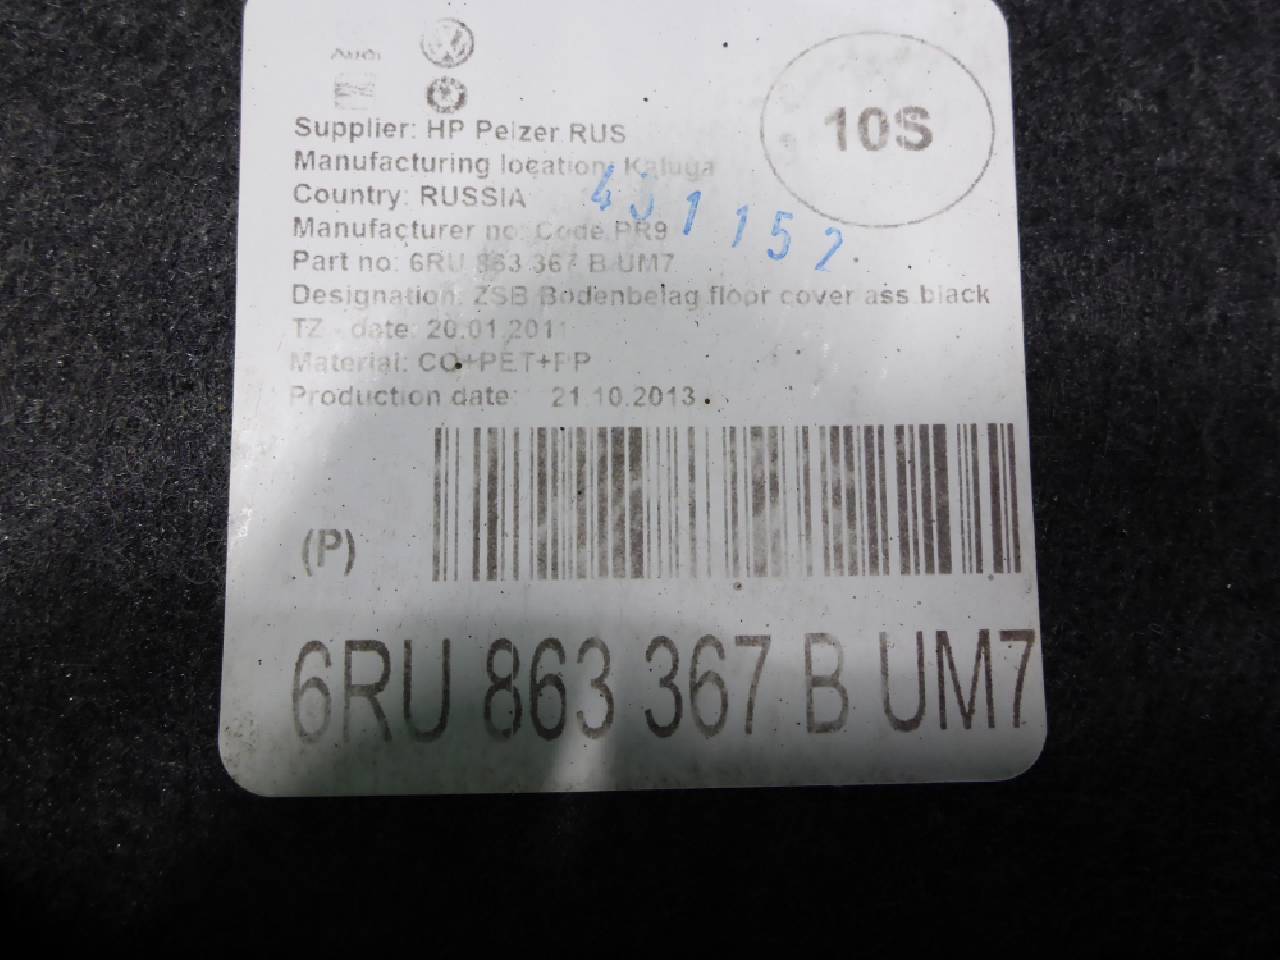 Audi
10S
Supplier: HP Pelzer RUS
Manufacturing location: Kaluga
Country: RUSSIA
Manufacturer no: Code PR9
Part no: 6RU 863 367 B UM7
Designation: ZSB Bodenbelag floor cover ass black
TZ - date: 20.01.2011
Material: CO+PET+PP
Production date: 21.10.2013
(P)
6RU 863 367 B UM7